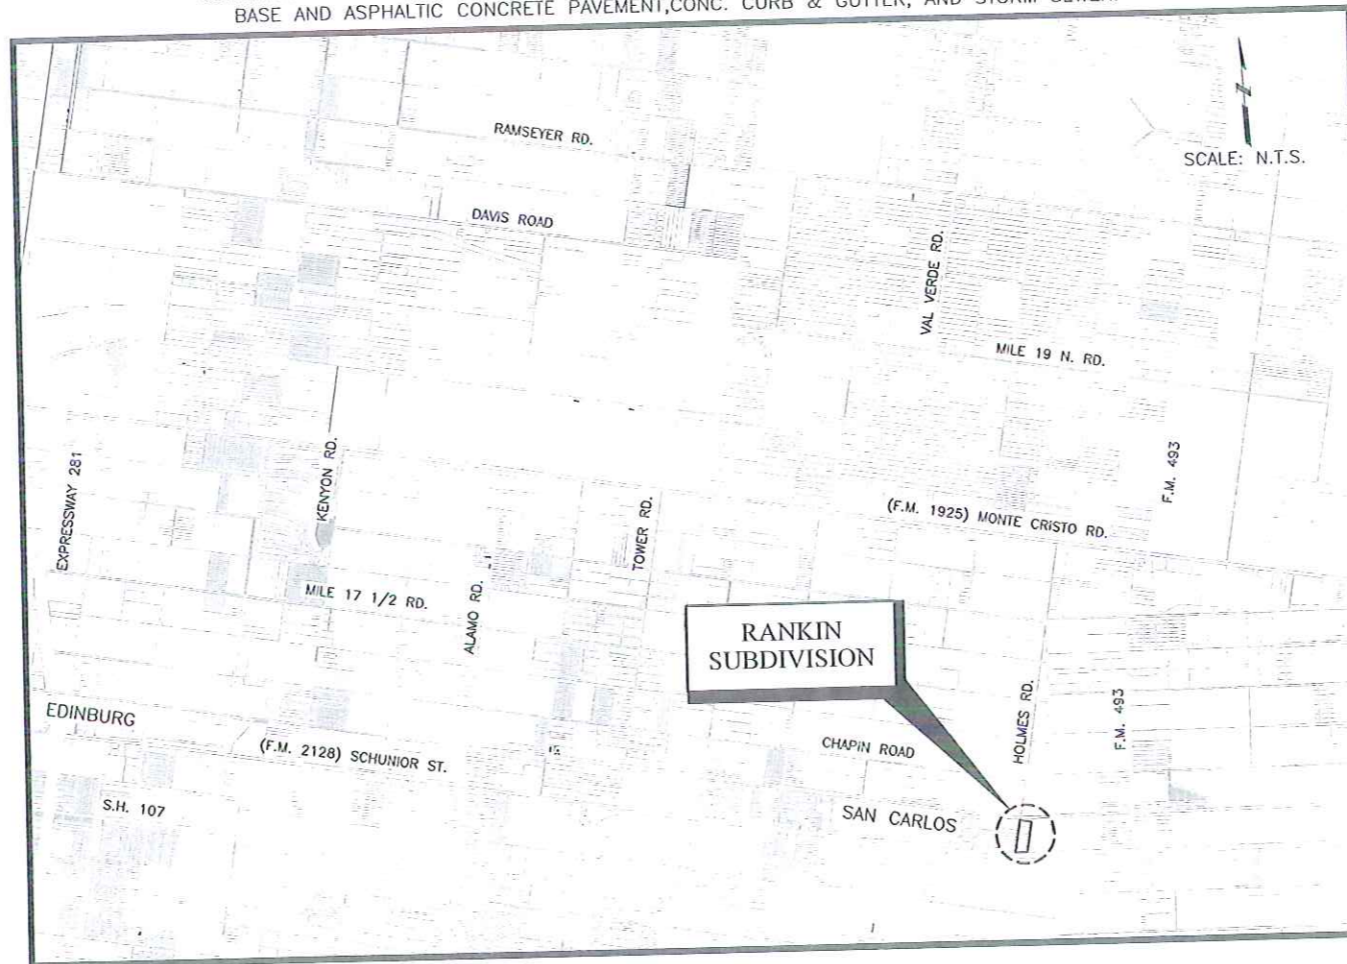 BASE AND ASPHALTIC CONCRETE PAVEMENT,CONC. CURB & GUTTER, AND STORM SEWER
RAMSEYER RD.
SCALE: N.T.S.
DAVIS ROAD
VAL VERDE RD.
MILE 19 N. RD.
EXPRESSWAY 281
KENYON RD.
F.M. 493
(F.M. 1925) MONTE CRISTO RD.
TOWER RD.
MILE 17 1/2 RD.
ALAMO RD.
RANKIN
SUBDIVISION
HOLMES RD.
F.M. 493
EDINBURG
(F.M. 2128) SCHUNIOR ST.
CHAPIN ROAD
S.H. 107
SAN CARLOS